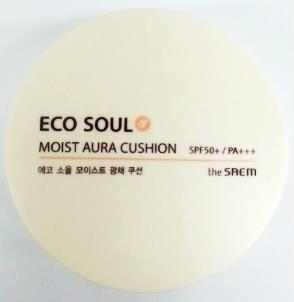 ECO SOUL
MOIST AURA CUSHION SPF50+ / PA+++
에코 소울 모이스트 광채 쿠션
the SAEM